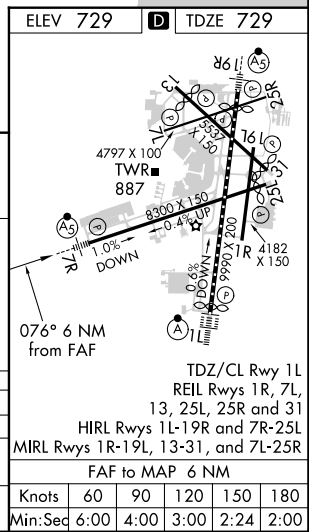 ELEV 729 D TDZE 729
19R
A5
13
25R
P
P
P
7L
5537 X 150
4797 X 100
19L
TWR
887
31
25L
P
A5
P
8300 X 150
0.4% UP
1.0%
DOWN
7R
1R
4182
X 150
9990 X 200
0.6%
DOWN
076° 6 NM
from FAF
P
A
1L
TDZ/CL Rwy 1L
REIL Rwys 1R, 7L,
13, 25L, 25R and 31
HIRL Rwys 1L-19R and 7R-25L
MIRL Rwys 1R-19L, 13-31, and 7L-25R
FAF to MAP 6 NM
Knots 60 90 120 150 180
Min:Sec 6:00 4:00 3:00 2:24 2:00